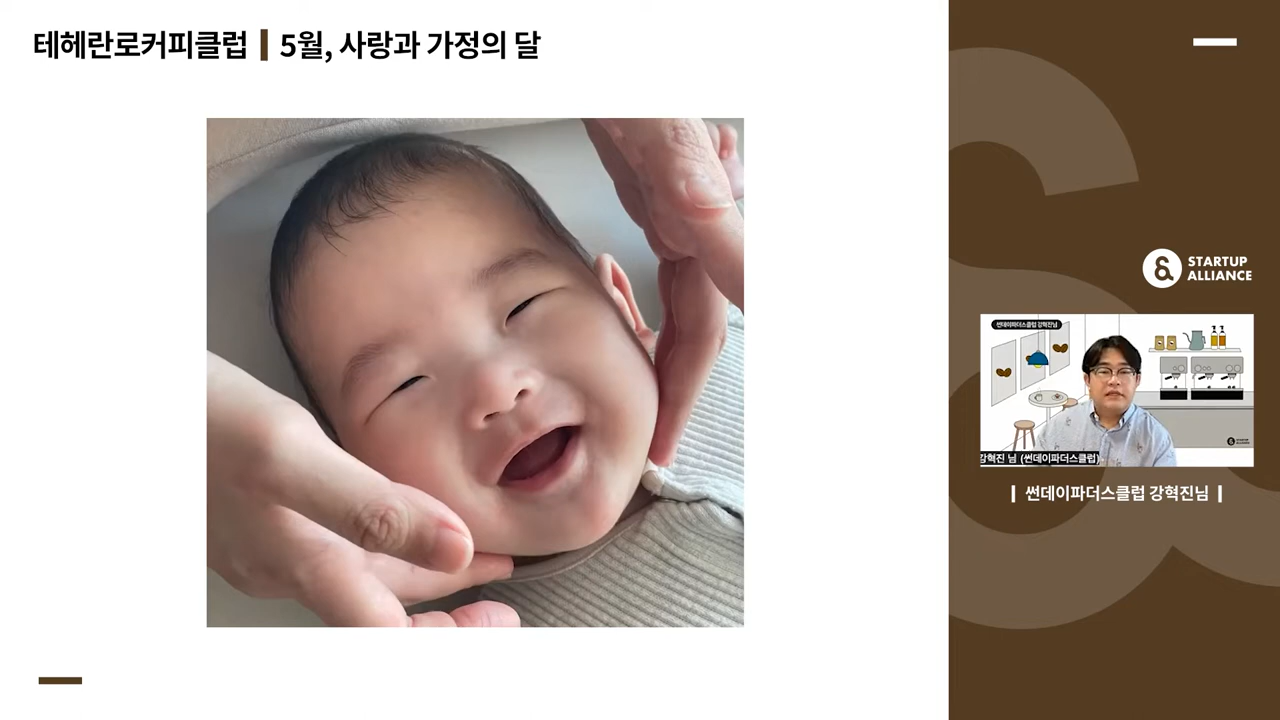 테헤란로커피클럽 | 5월, 사랑과 가정의 달
STARTUP
ALLIANCE
썬데이파더스클럽 강혁진님
강혁진 님 (썬데이파더스클럽)
| 썬데이파더스클럽 강혁진님 |